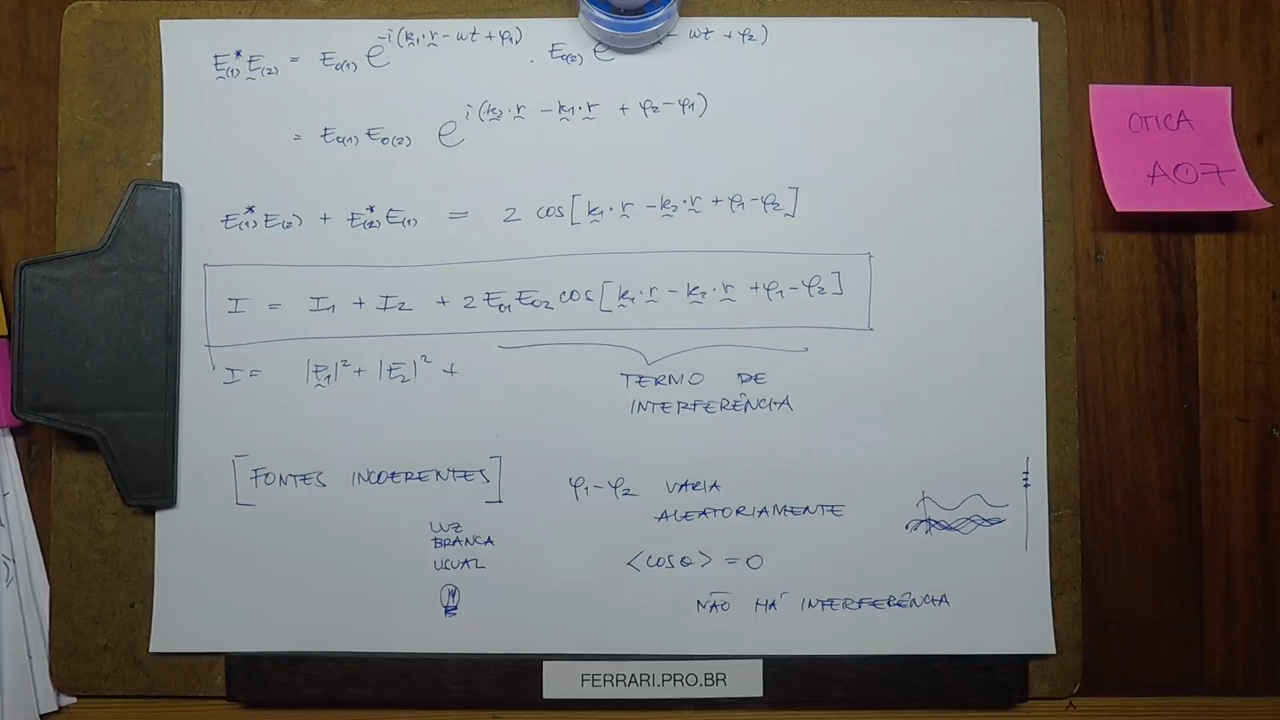 E₍₁₎* E₍₂₎ = E₀₍₁₎ e^{-i(k₁·r - ωt + φ₁)} . E₀₍₂₎ e - ωt + φ₂)
= E₀₍₁₎ E₀₍₂₎ e^{i(k₂·r - k₁·r + φ₂-φ₁)}
E₍₁₎* E₍₂₎ + E₍₂₎* E₍₁₎ = 2 cos[k₁·r - k₂·r + φ₁-φ₂]
I = I₁ + I₂ + 2 E₀₁ E₀₂ cos[k₁·r - k₂·r + φ₁-φ₂]
I = |E₁|² + |E₂|² +
TERMO DE
INTERFERÊNCIA
[FONTES INCOERENTES]
LUZ
BRANCA
USUAL
φ₁-φ₂ VARIA
ALEATORIAMENTE
<cosθ> = 0
NÃO HÁ INTERFERÊNCIA
OTICA
A07
FERRARI.PRO.BR